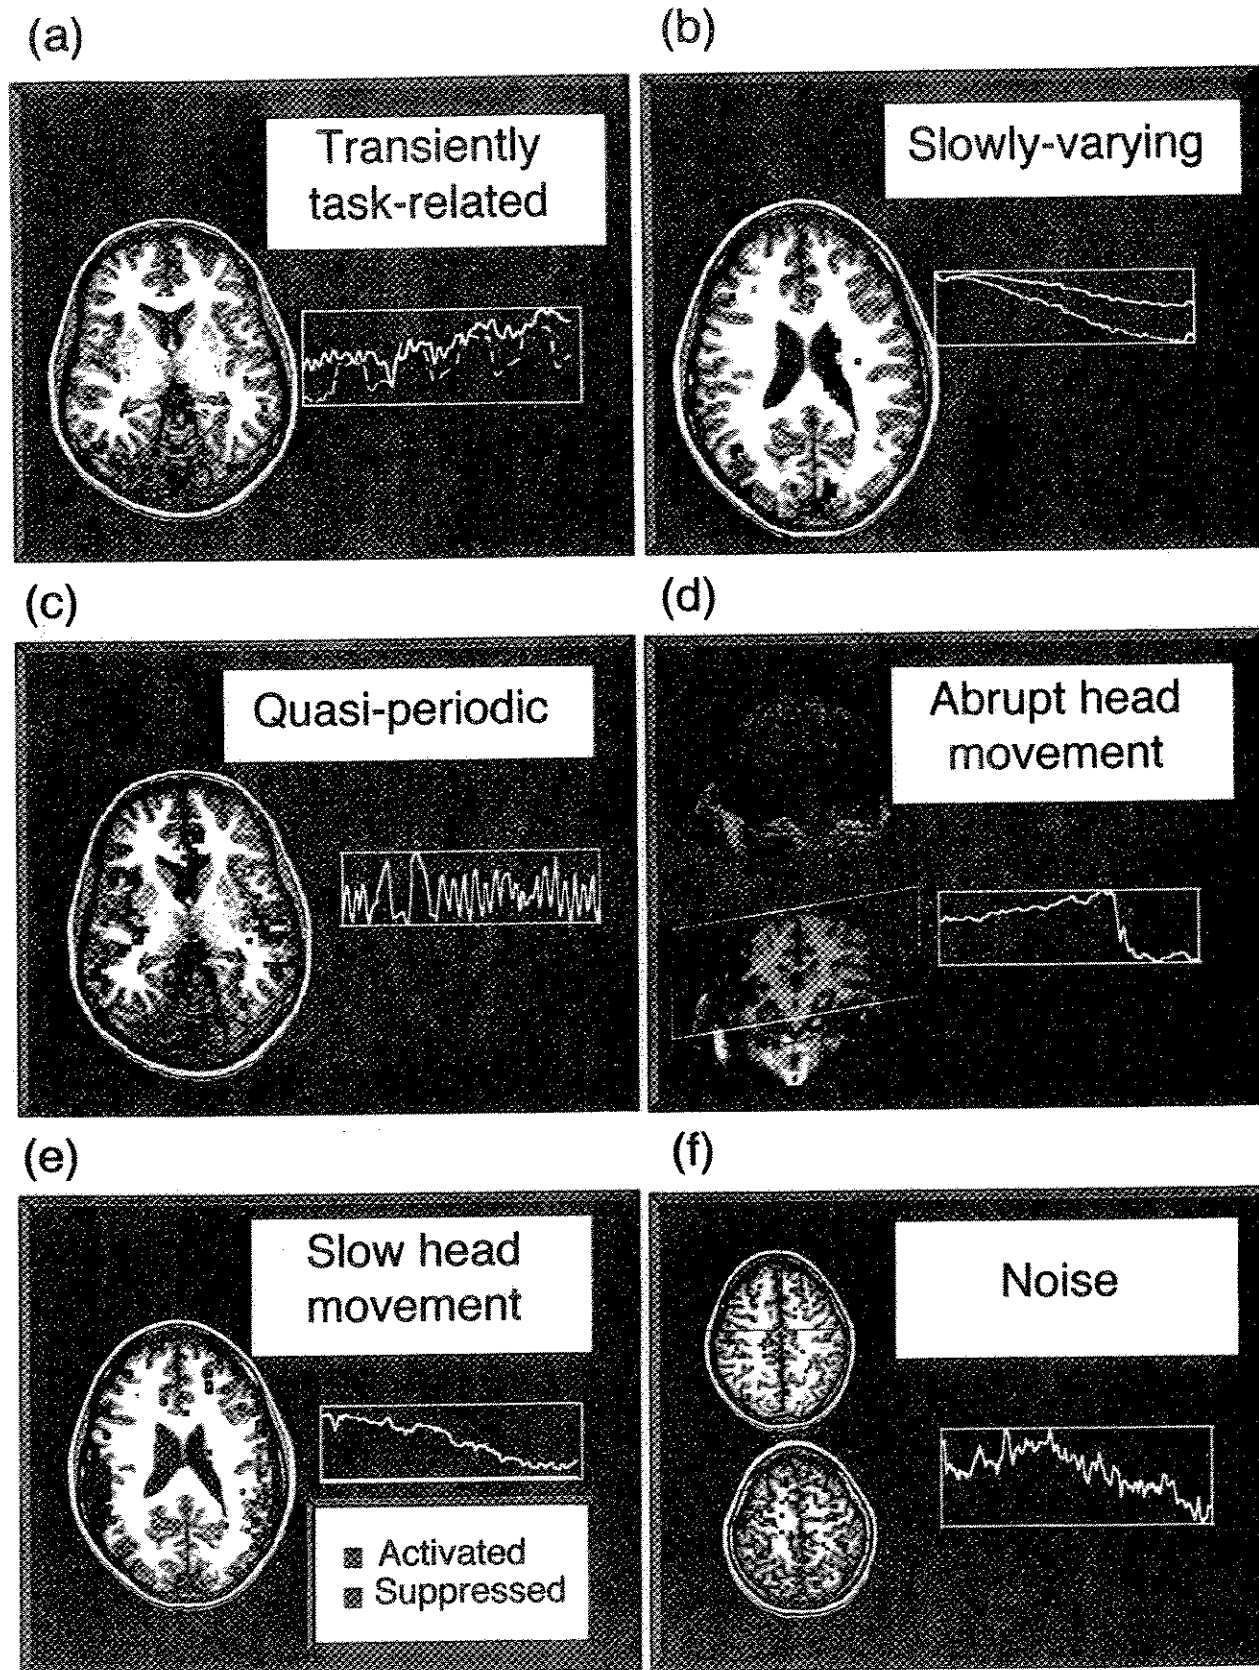 (a)
Transiently
task-related
(b)
Slowly-varying
(c)
Quasi-periodic
(d)
Abrupt head
movement
(e)
Slow head
movement
Activated
Suppressed
(f)
Noise